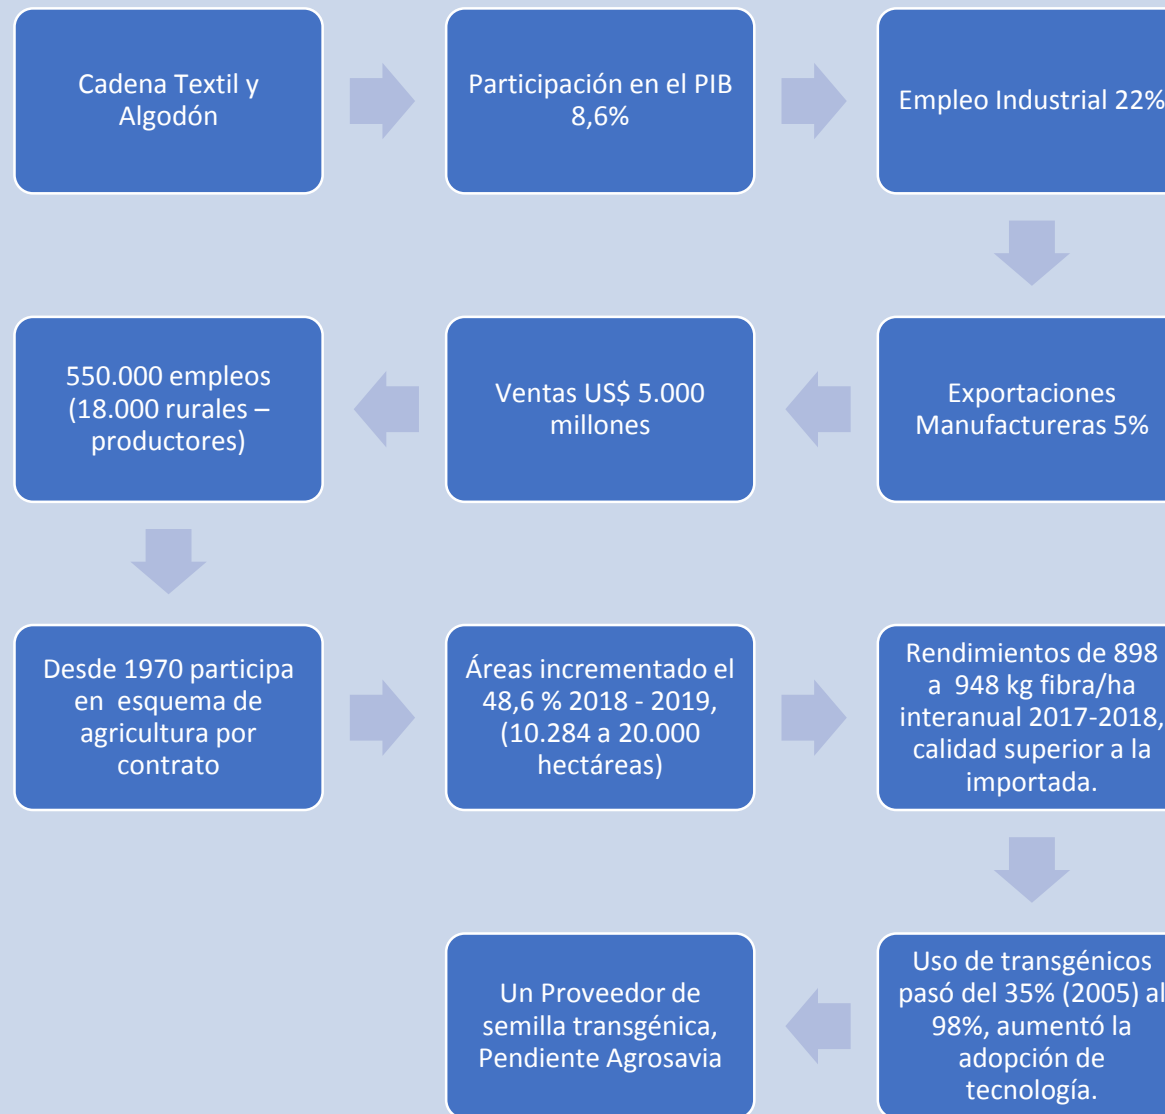 Cadena Textil y
Algodón
Participación en el PIB
8,6%
Empleo Industrial 22%
Exportaciones
Manufactureras 5%
Ventas US$ 5.000
millones
550.000 empleos
(18.000 rurales –
productores)
Desde 1970 participa
en esquema de
agricultura por
contrato
Áreas incrementado el
48,6 % 2018 - 2019,
(10.284 a 20.000
hectáreas)
Rendimientos de 898
a 948 kg fibra/ha
interanual 2017-2018,
calidad superior a la
importada.
Uso de transgénicos
pasó del 35% (2005) al
98%, aumentó la
adopción de
tecnología.
Un Proveedor de
semilla transgénica,
Pendiente Agrosavia